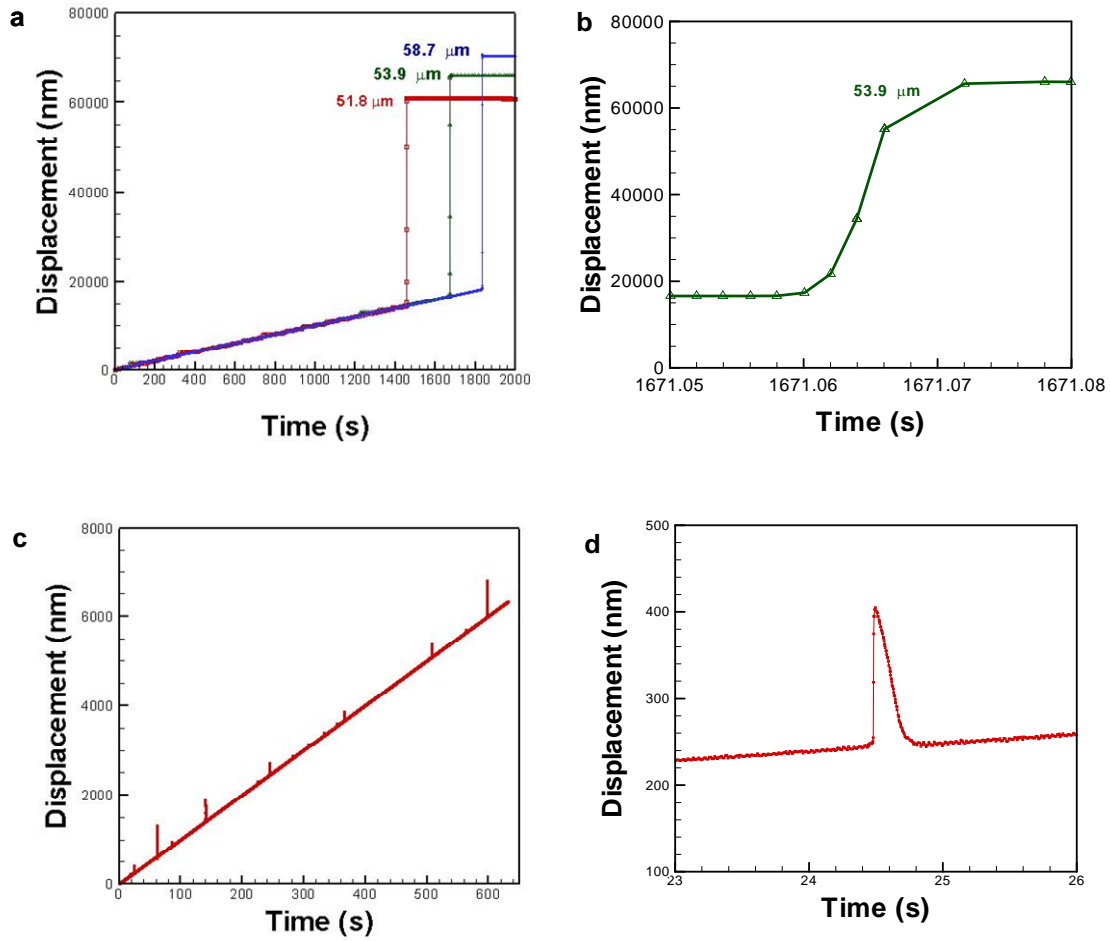 a
80000
60000
40000
20000
0
Displacement (nm)
58.7 μm
53.9 μm
51.8 μm
0 200 400 600 800 1000 1200 1400 1600 1800 2000
Time (s)
b
80000
60000
40000
20000
0
Displacement (nm)
53.9 μm
1671.05 1671.06 1671.07 1671.08
Time (s)
c
8000
6000
4000
2000
0
Displacement (nm)
0 100 200 300 400 500 600
Time (s)
d
500
400
300
200
100
Displacement (nm)
23 24 25 26
Time (s)